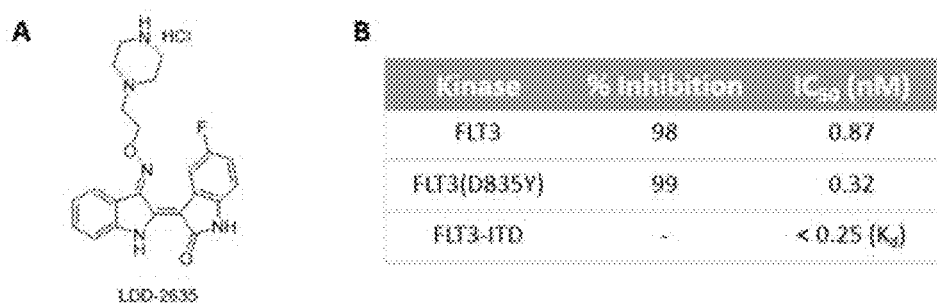 A
B
H
N
HCl
N
O
N
F
N
H
O
NH
LDD-2635
Kinase % Inhibition IC50 (nM)
FLT3 98 0.87
FLT3(D835Y) 99 0.32
FLT3-ITD - < 0.25 (Kd)